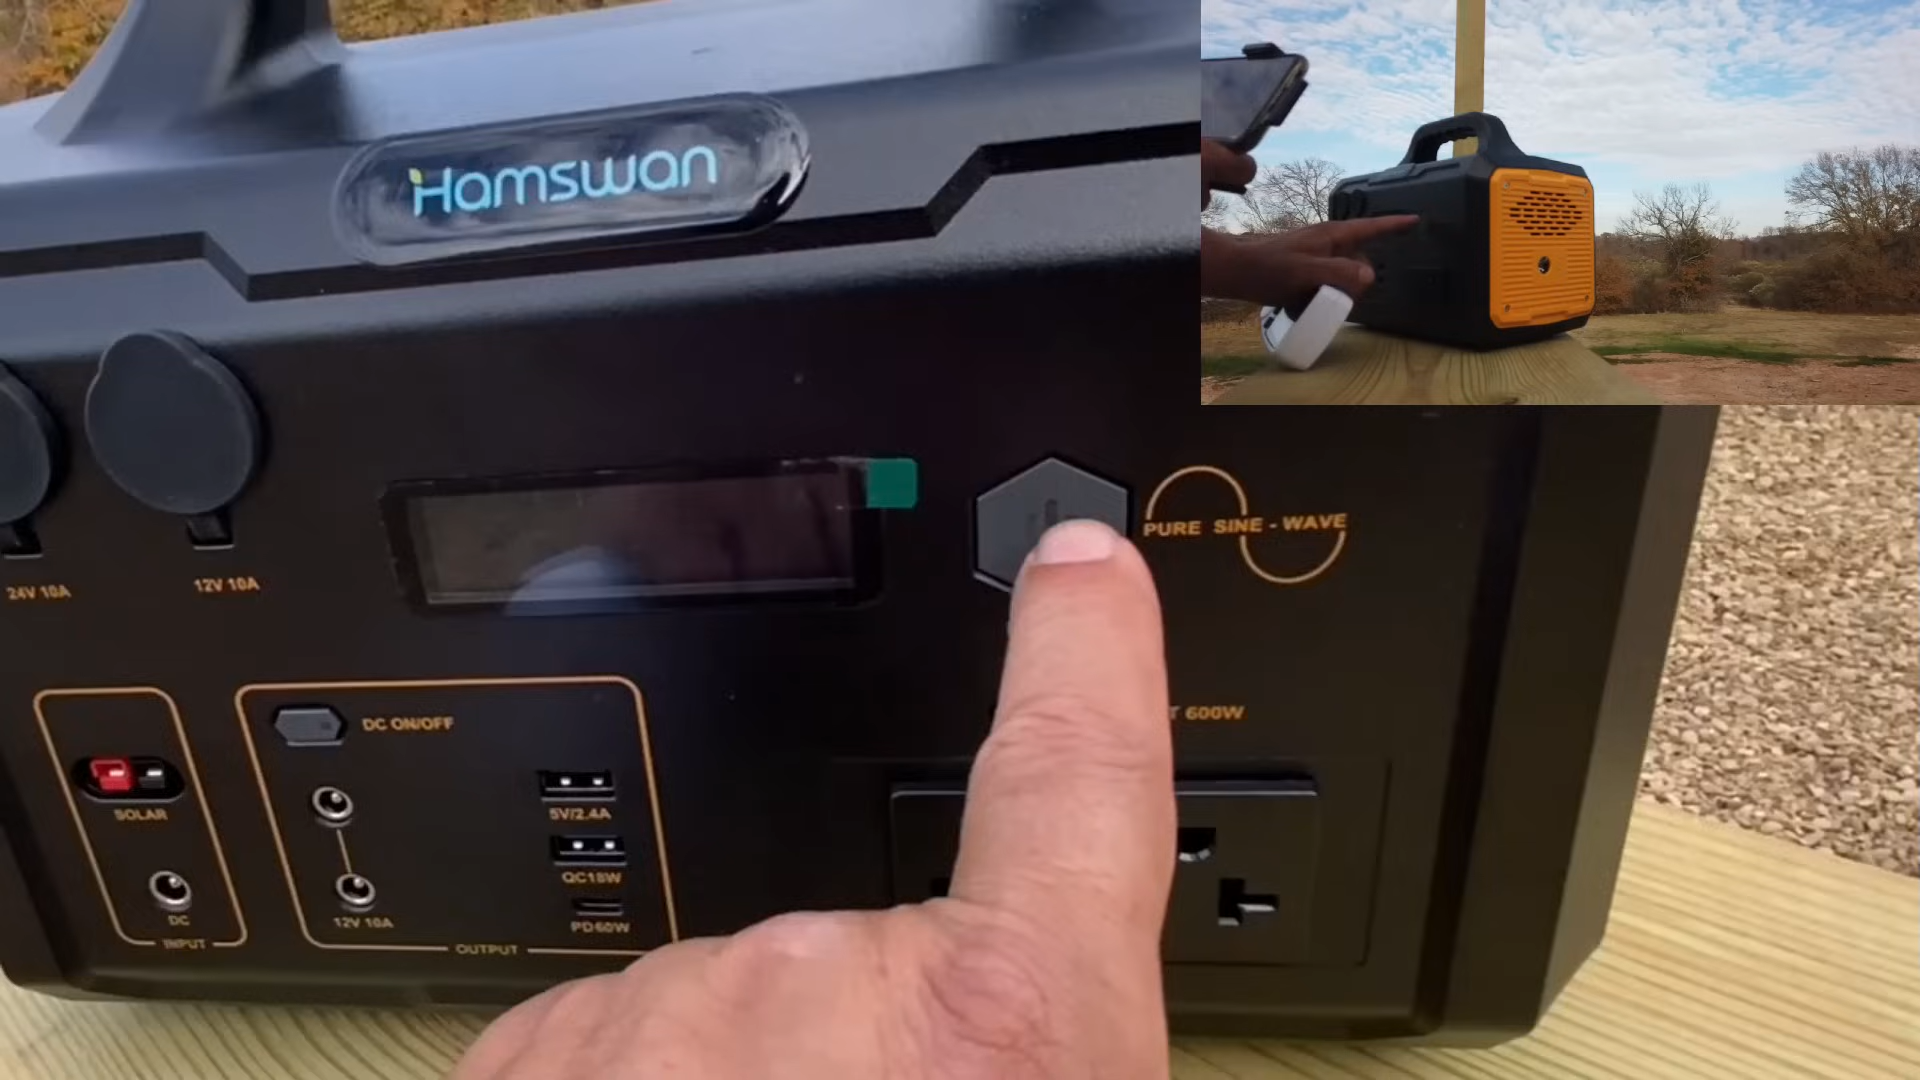 Hamswan
24V 10A
12V 10A
PURE SINE - WAVE
T 600W
DC ON/OFF
SOLAR
DC
INPUT
12V 10A
5V/2.4A
QC18W
PD60W
OUTPUT